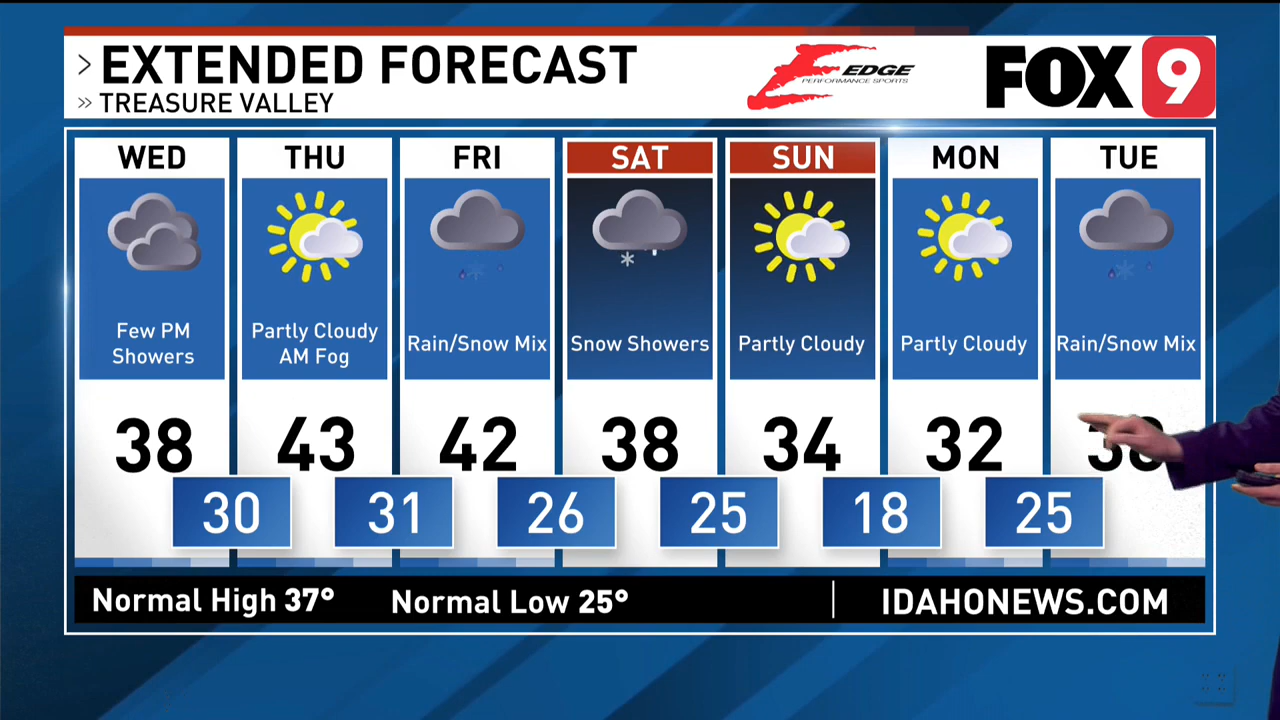 > EXTENDED FORECAST
» TREASURE VALLEY
EDGE
PERFORMANCE SPORTS
FOX 9
WED THU FRI SAT SUN MON TUE
Few PM
Showers
Partly Cloudy
AM Fog
Rain/Snow Mix
Snow Showers
Partly Cloudy
Partly Cloudy
Rain/Snow Mix
38 43 42 38 34 32
30 31 26 25 18 25
Normal High 37° Normal Low 25° IDAHONEWS.COM